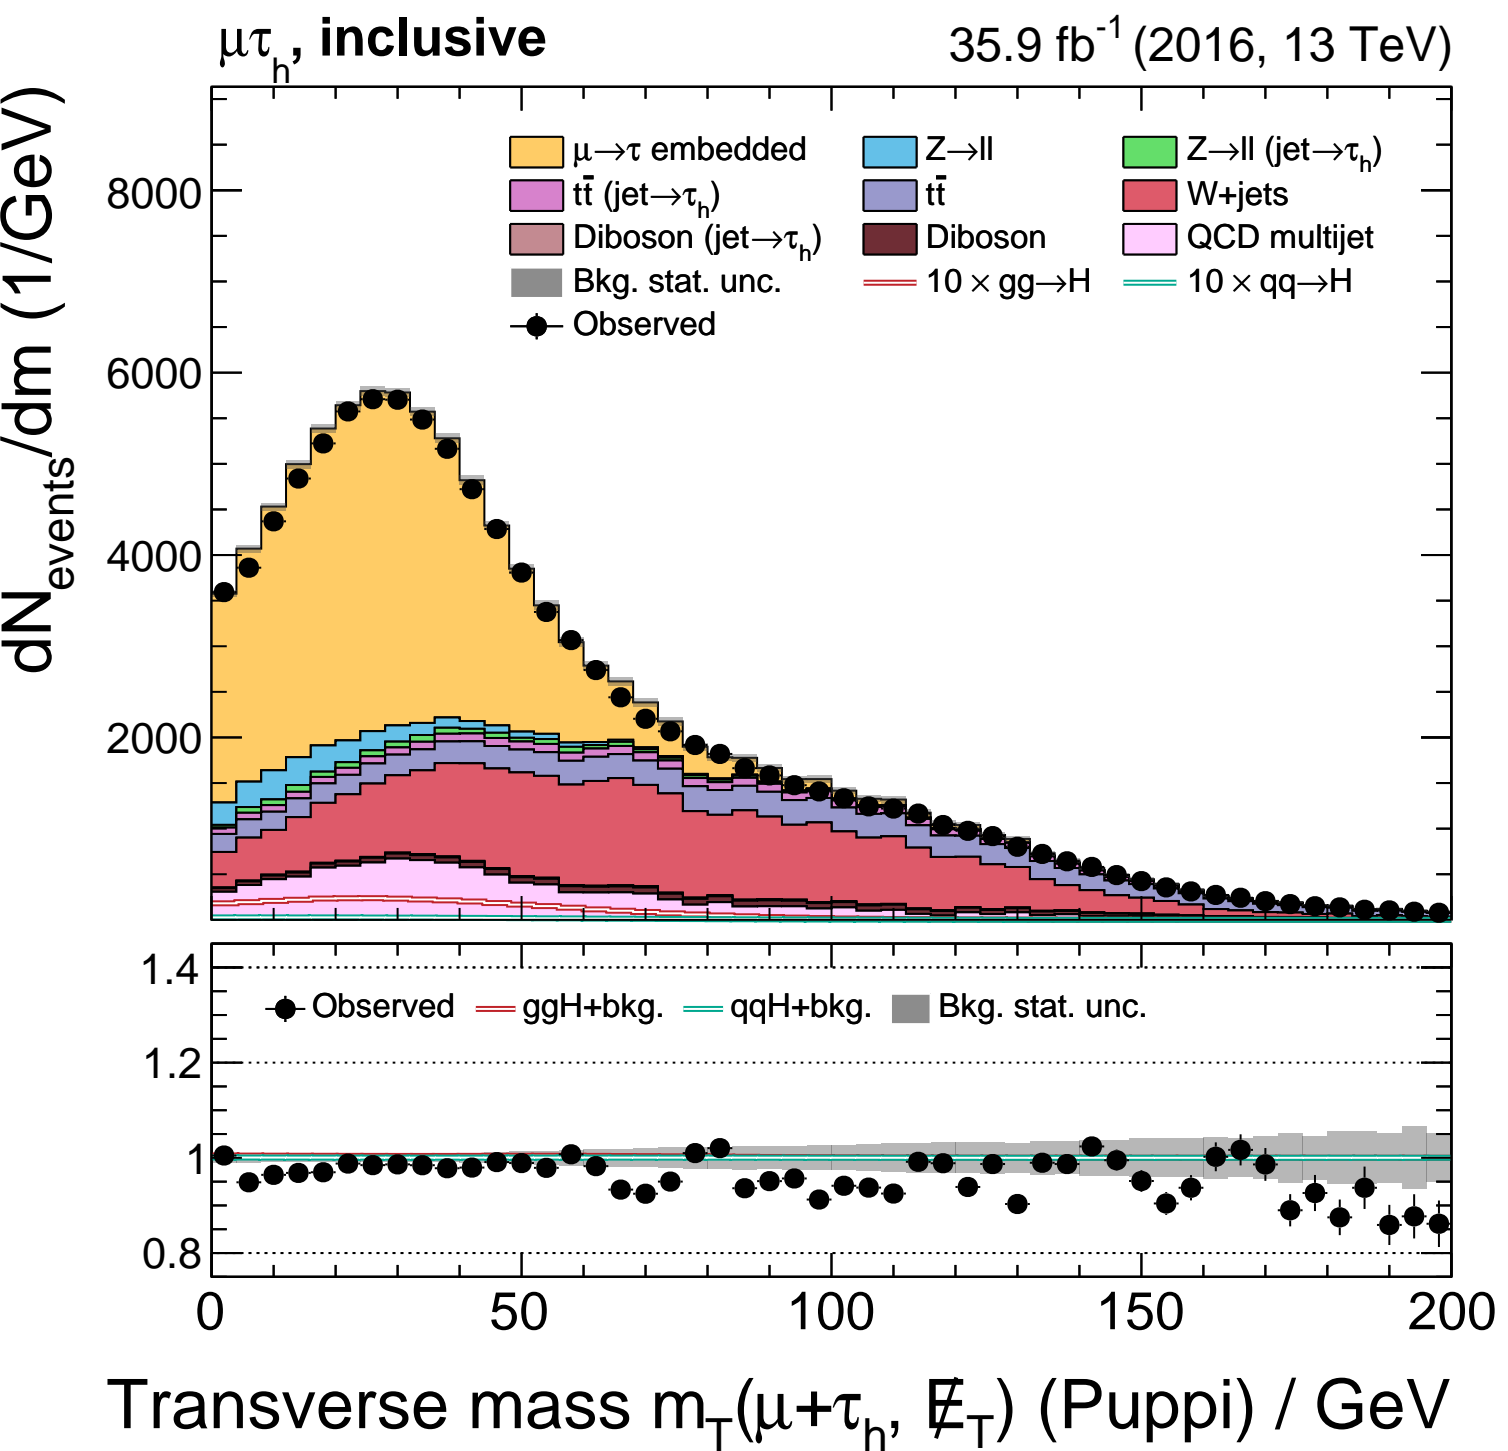 μτh, inclusive 35.9 fb-1 (2016, 13 TeV)
dNevents/dm (1/GeV)
8000
6000
4000
2000
μ→τ embedded Z→ll Z→ll (jet→τh)
tt̄ (jet→τh) tt̄ W+jets
Diboson (jet→τh) Diboson QCD multijet
Bkg. stat. unc. 10 × gg→H 10 × qq→H
Observed
1.4
1.2
1
0.8
Observed ggH+bkg. qqH+bkg. Bkg. stat. unc.
0 50 100 150 200
Transverse mass mT(μ+τh, E̸T) (Puppi) / GeV